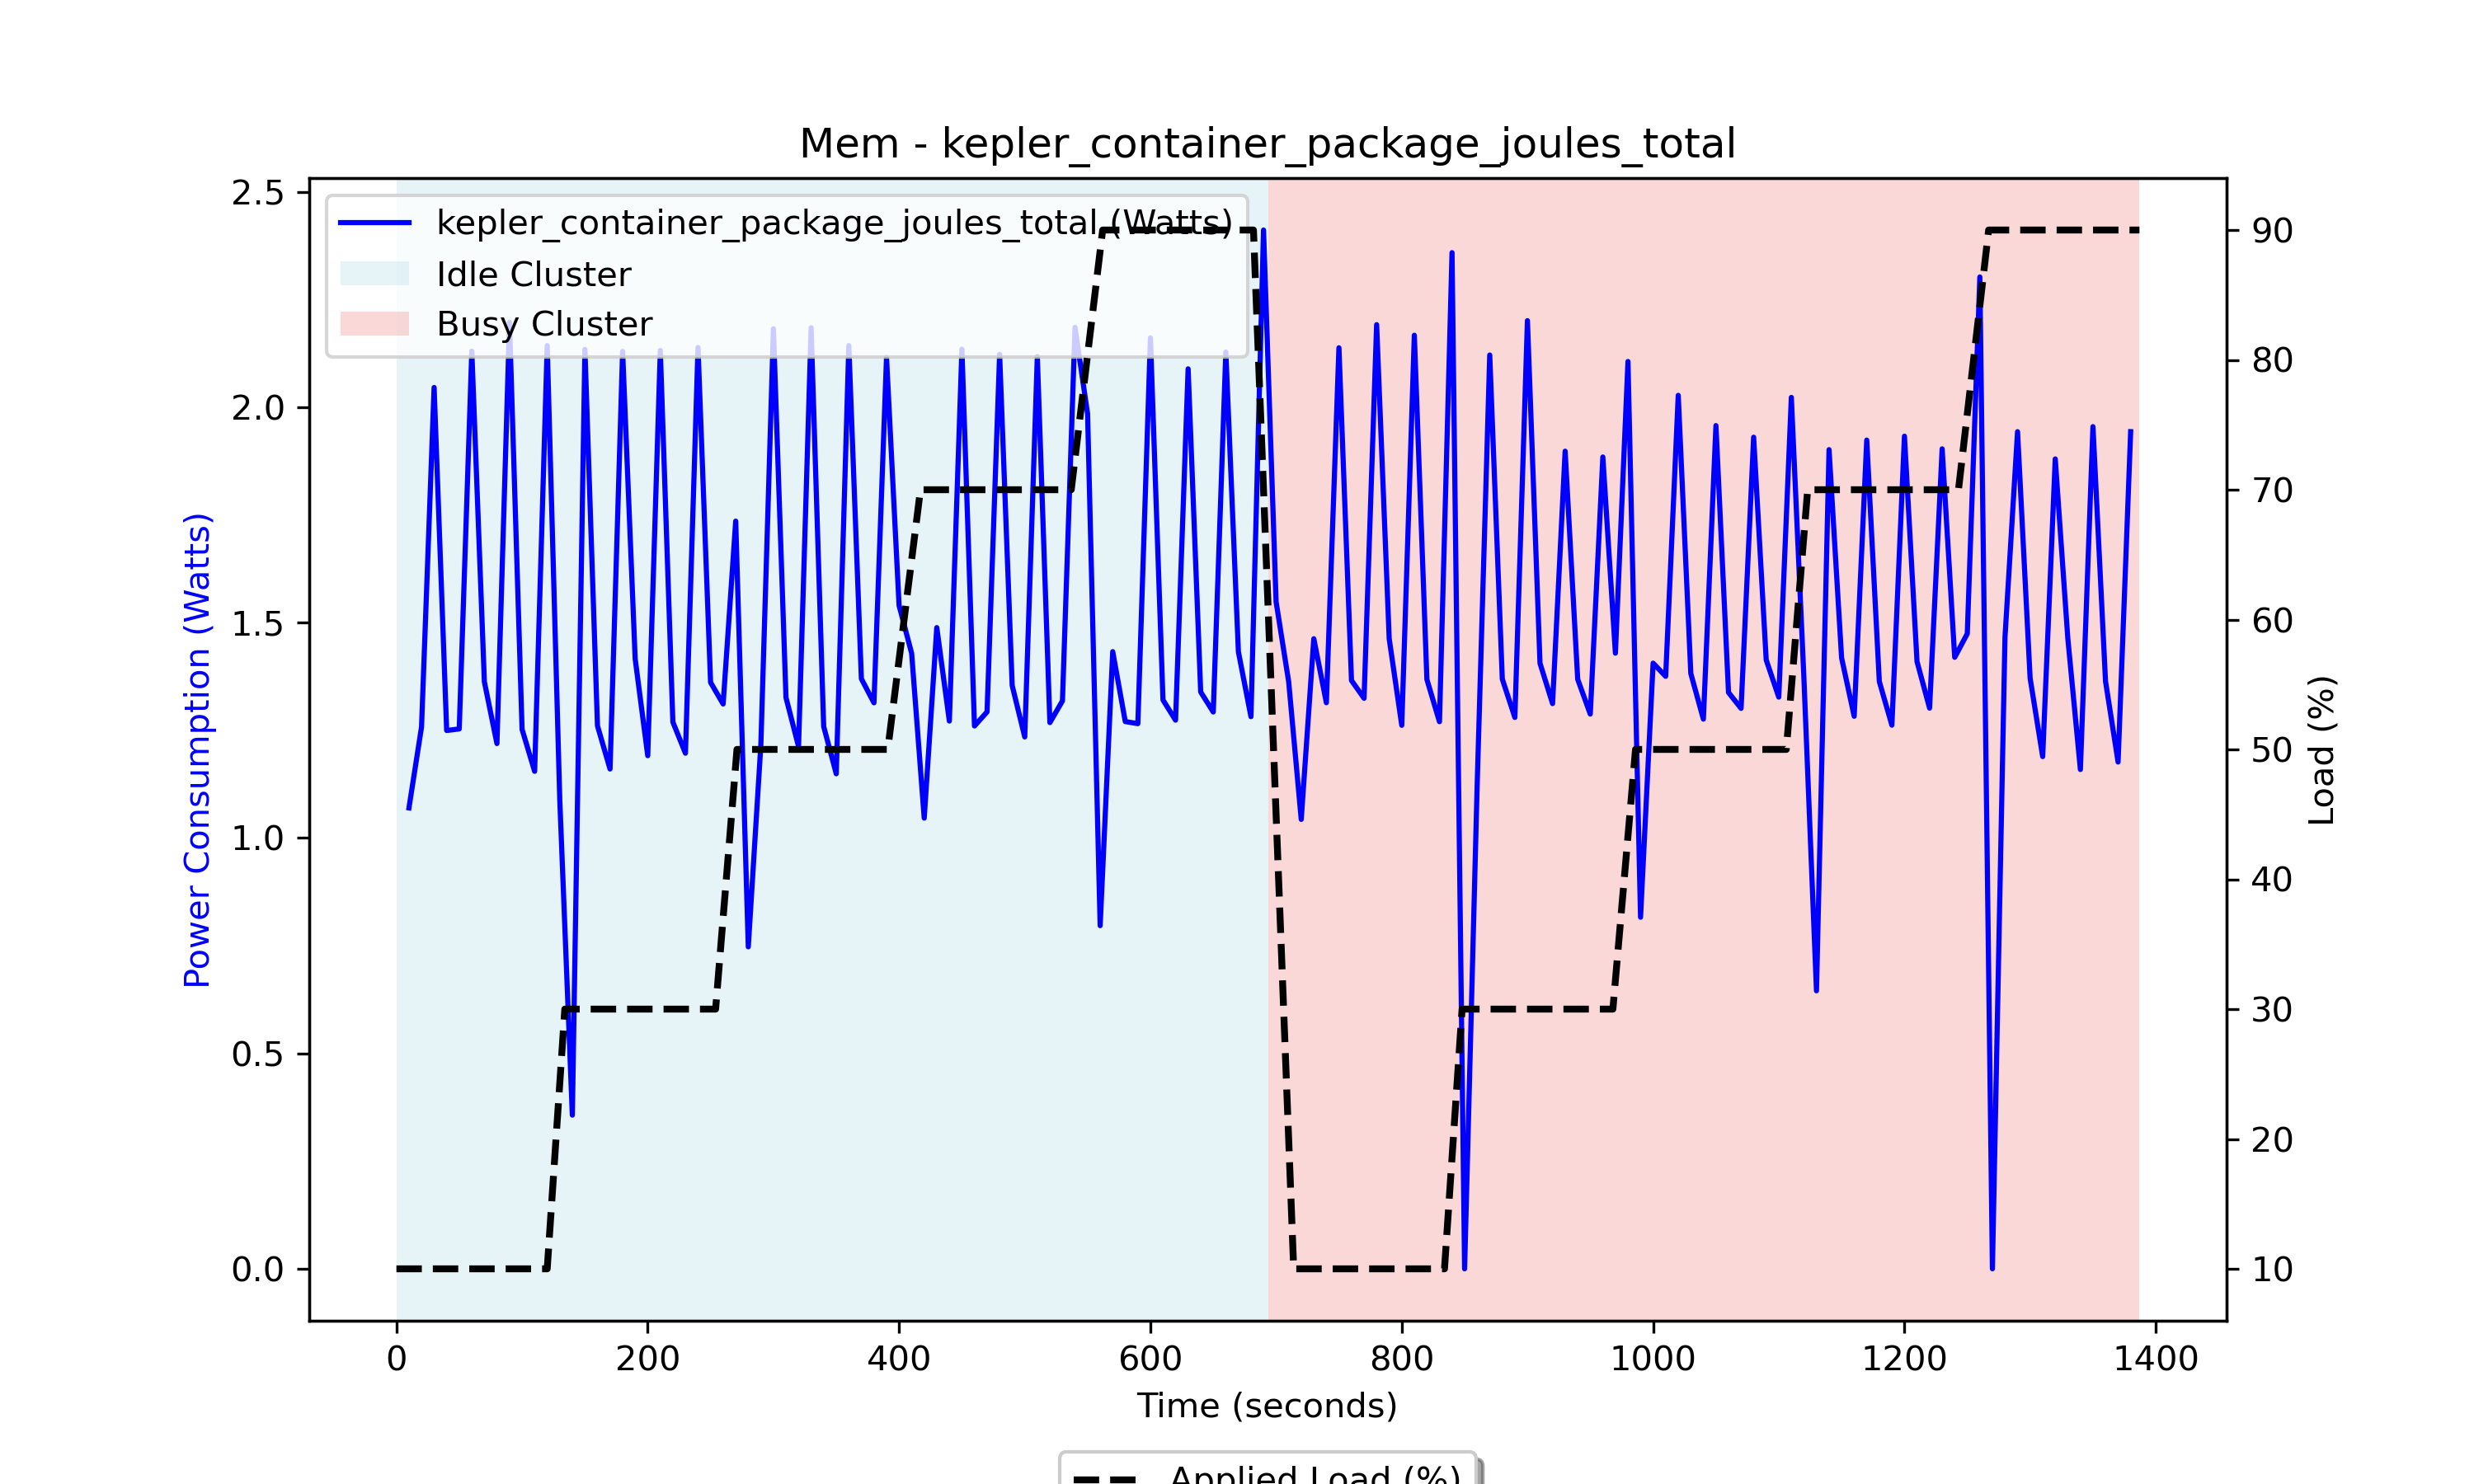 Mem - kepler_container_package_joules_total
kepler_container_package_joules_total (Watts)
Idle Cluster
Busy Cluster
Power Consumption (Watts)
2.5
2.0
1.5
1.0
0.5
0.0
90
80
70
60
50
40
30
20
10
Load (%)
0 200 400 600 800 1000 1200 1400
Time (seconds)
Applied Load (%)